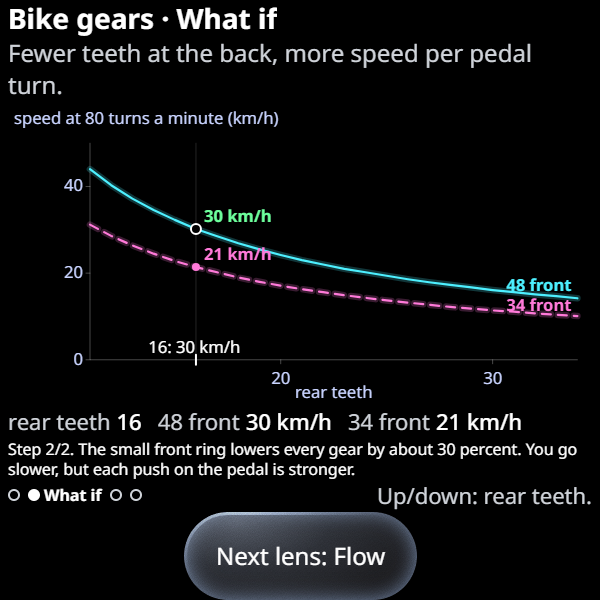 Bike gears · What if
Fewer teeth at the back, more speed per pedal
turn.
speed at 80 turns a minute (km/h)
40
30 km/h
21 km/h
20
48 front
34 front
16: 30 km/h
0
20
30
rear teeth
rear teeth 16 48 front 30 km/h 34 front 21 km/h
Step 2/2. The small front ring lowers every gear by about 30 percent. You go
slower, but each push on the pedal is stronger.
What if
Up/down: rear teeth.
Next lens: Flow